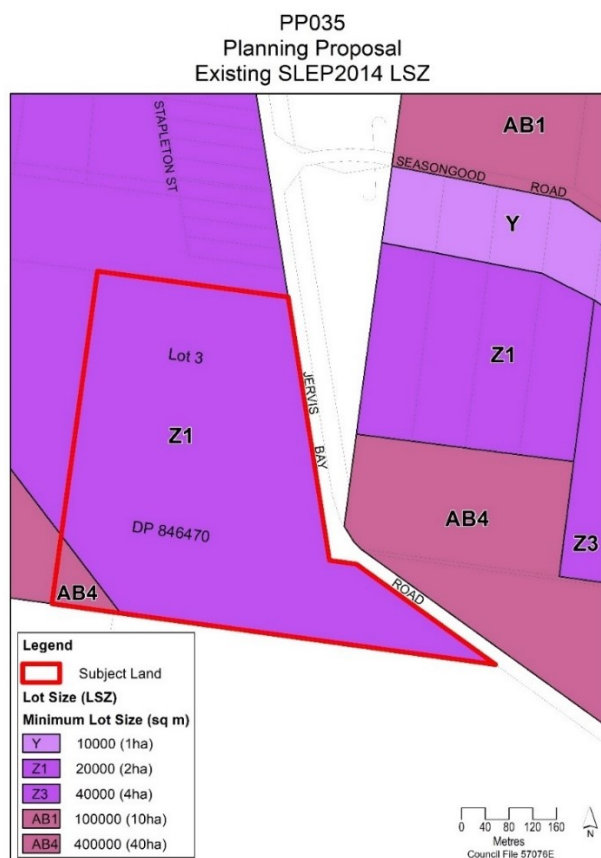 PP035
Planning Proposal
Existing SLEP2014 LSZ
STAPLETON ST
AB1
SEASONGOOD ROAD
Y
Lot 3
Z1
JERVIS BAY ROAD
Z1
DP 846470
AB4
Z3
AB4
Legend
Subject Land
Lot Size (LSZ)
Minimum Lot Size (sq m)
Y 10000 (1ha)
Z1 20000 (2ha)
Z3 40000 (4ha)
AB1 100000 (10ha)
AB4 400000 (40ha)
0 40 80 120 160
Metres
Council File 57076E
N